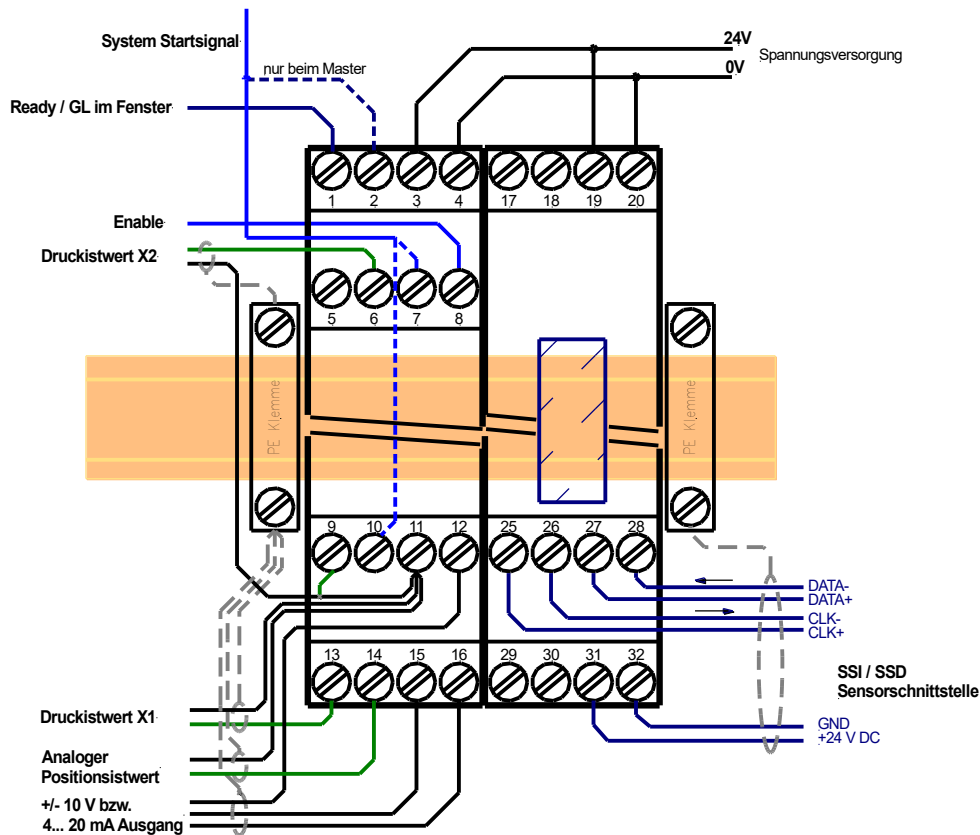 System Startsignal
nur beim Master
Ready / GL im Fenster
24V
0V
Spannungsversorgung
1 2 3 4 17 18 19 20
Enable
Druckistwert X2
5 6 7 8
PE Klemme
PE Klemme
9 10 11 12 25 26 27 28
DATA-
DATA+
CLK-
CLK+
13 14 15 16 29 30 31 32
SSI / SSD
Sensorschnittstelle
Druckistwert X1
GND
+24 V DC
Analoger
Positionsistwert
+/- 10 V bzw.
4... 20 mA Ausgang